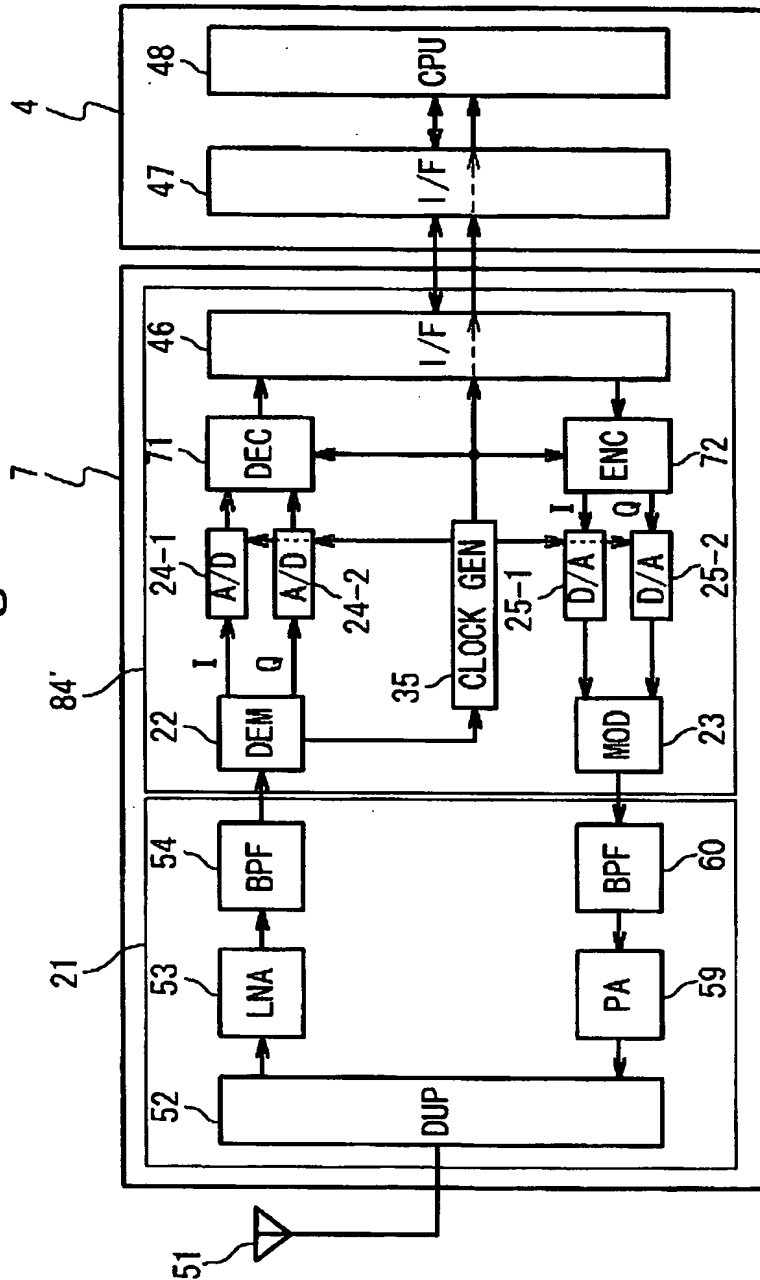 7
4
21
84'
52
53
54
22
24-1
71
46
47
48
LNA
BPF
DEM
I
A/D
DEC
Q
A/D
24-2
51
DUP
35
CLOCK GEN
I/F
I/F
CPU
25-1
I
PA
BPF
MOD
D/A
ENC
Q
D/A
59
60
23
25-2
72